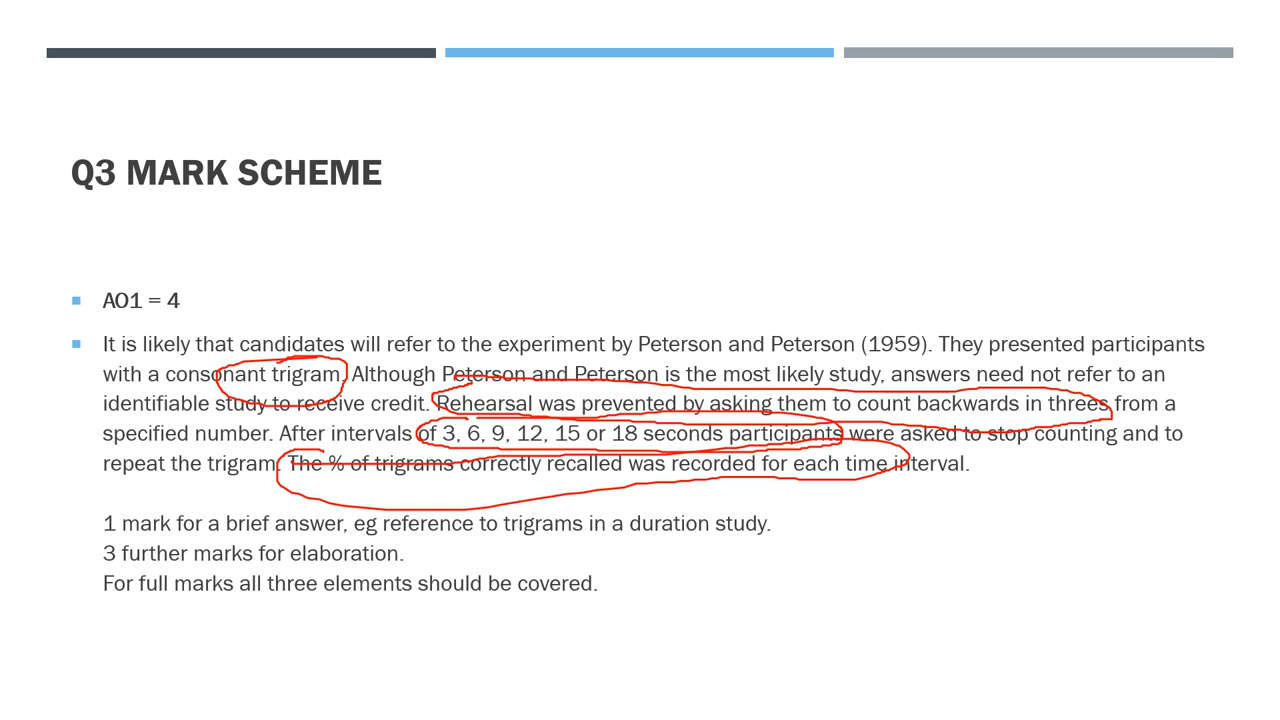 Q3 MARK SCHEME
AO1 = 4
It is likely that candidates will refer to the experiment by Peterson and Peterson (1959). They presented participants
with a consonant trigram. Although Peterson and Peterson is the most likely study, answers need not refer to an
identifiable study to receive credit. Rehearsal was prevented by asking them to count backwards in threes from a
specified number. After intervals of 3, 6, 9, 12, 15 or 18 seconds participants were asked to stop counting and to
repeat the trigram. The % of trigrams correctly recalled was recorded for each time interval.
1 mark for a brief answer, eg reference to trigrams in a duration study.
3 further marks for elaboration.
For full marks all three elements should be covered.